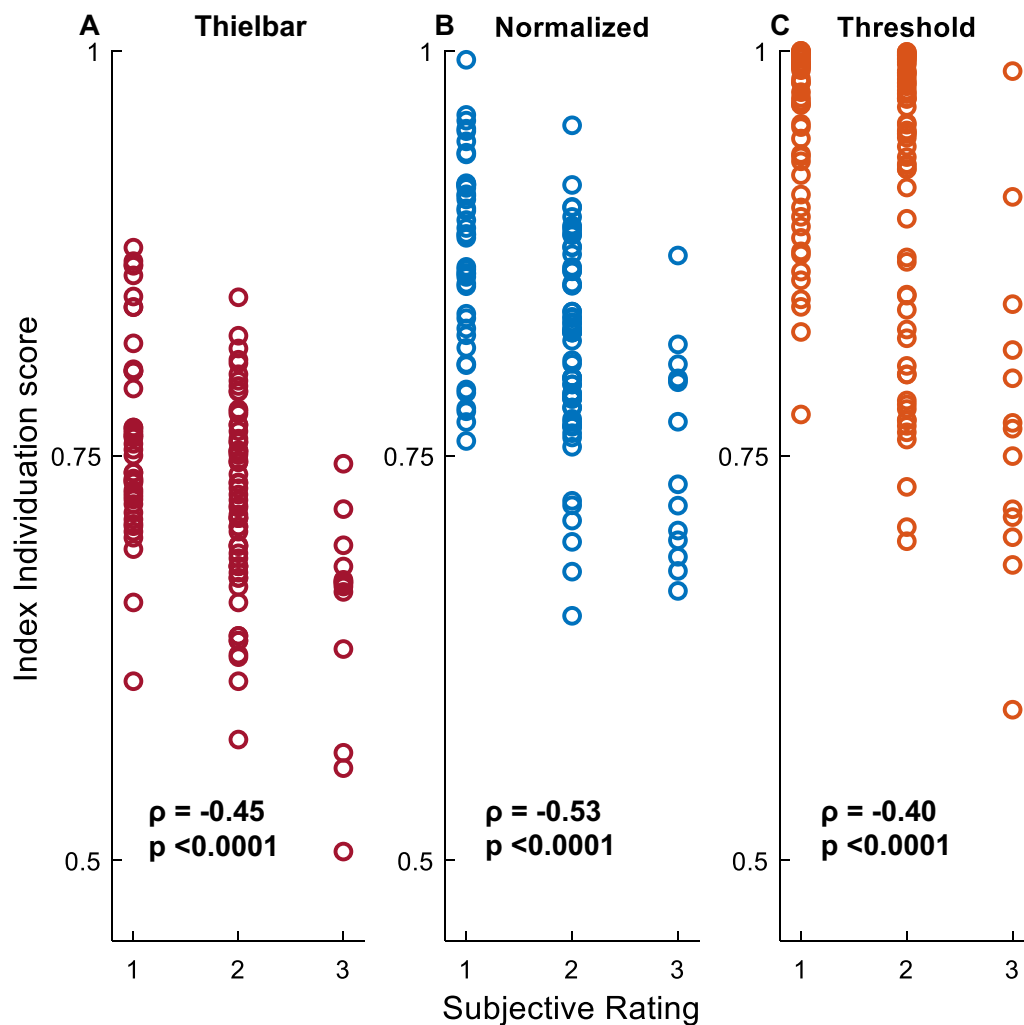 A Thielbar
B Normalized
C Threshold
1
0.75
0.5
1
0.75
0.5
1
0.75
0.5
Index Individuation score
ρ = -0.45
p <0.0001
ρ = -0.53
p <0.0001
ρ = -0.40
p <0.0001
1 2 3
1 2 3
1 2 3
Subjective Rating